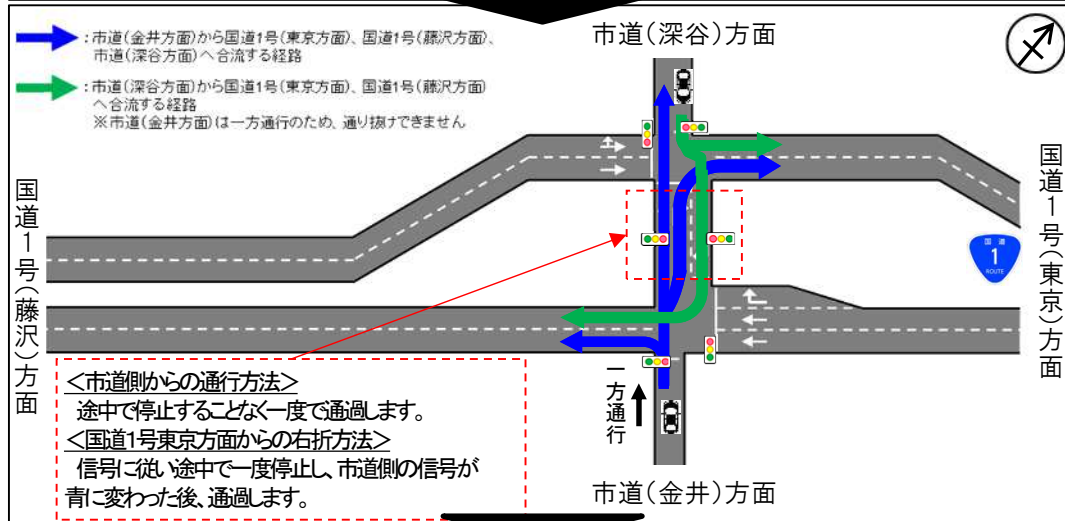 ：市道(金井方面)から国道1号(東京方面)、国道1号(藤沢方面)、
市道(深谷方面)へ合流する経路
：市道(深谷方面)から国道1号(東京方面)、国道1号(藤沢方面)
へ合流する経路
※市道(金井方面)は一方通行のため、通り抜けできません
市道(深谷)方面
国道1号(藤沢)方面
国道1号(東京)方面
国道
1
ROUTE
一方通行
＜市道側からの通行方法＞
途中で停止することなく一度で通過します。
＜国道1号東京方面からの右折方法＞
信号に従い途中で一度停止し、市道側の信号が
青に変わった後、通過します。
市道(金井)方面